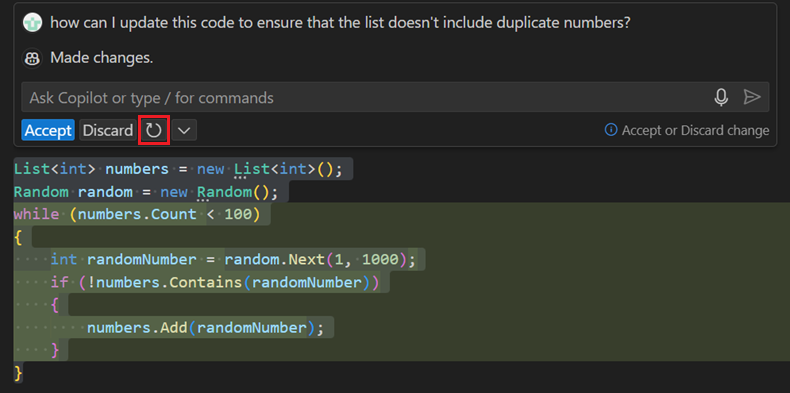 how can I update this code to ensure that the list doesn't include duplicate numbers?
Made changes.
Ask Copilot or type / for commands
Accept Discard Accept or Discard change
List<int> numbers = new List<int>();
Random random = new Random();
while (numbers.Count < 100)
{
    int randomNumber = random.Next(1, 1000);
    if (!numbers.Contains(randomNumber))
    {
        numbers.Add(randomNumber);
    }
}